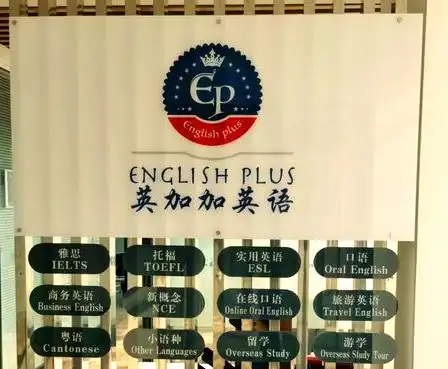 Ep
English plus
ENGLISH PLUS
英加加英语
雅思
IELTS
托福
TOEFL
实用英语
ESL
口语
Oral English
商务英语
Business English
新概念
NCE
在线口语
Online Oral English
旅游英语
Travel English
粤语
Cantonese
小语种
Other Languages
留学
Overseas Study
游学
Overseas Study Tour